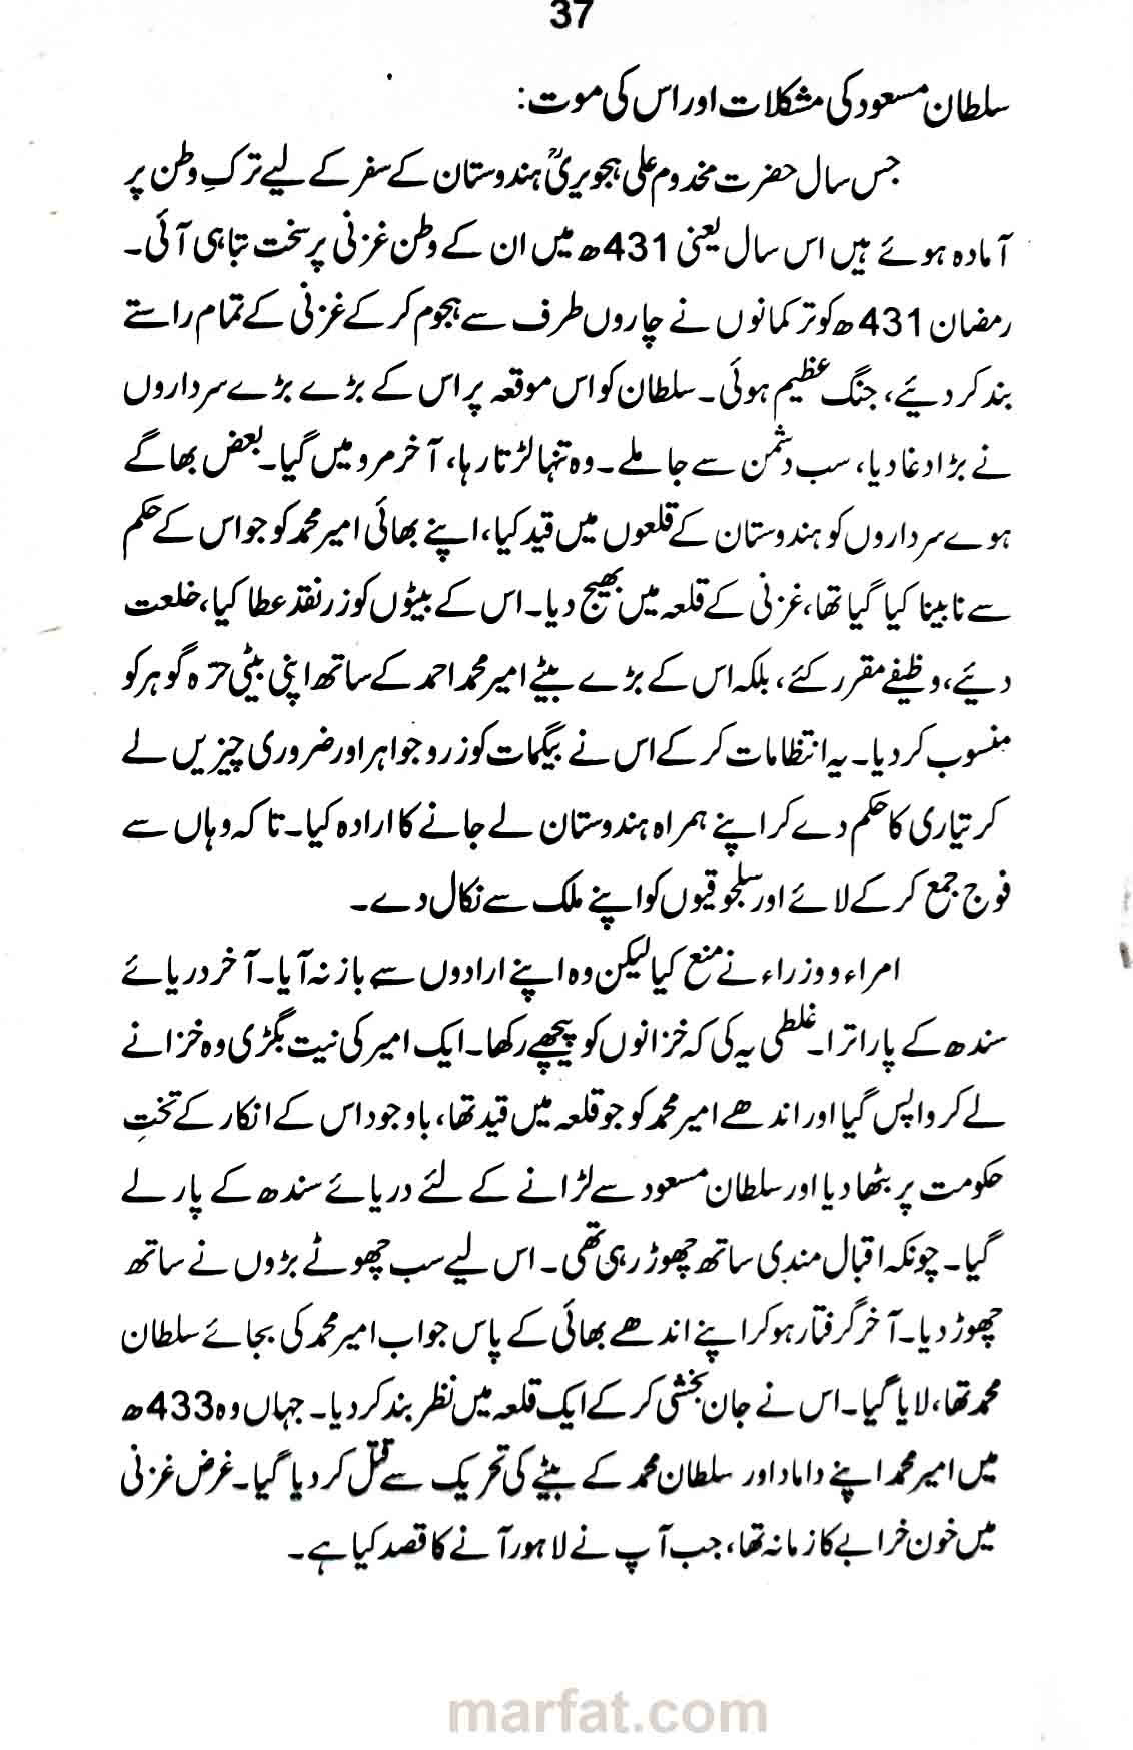 37
سلطان مسعود کی مشکلات اور اس کی موت:
جس سال حضرت مخدوم علی ہجویریؒ ہندوستان کے سفر کے لیے ترکِ وطن پر
آمادہ ہوئے ہیں اس سال یعنی 431ھ میں ان کے وطن غزنی پر سخت تباہی آئی۔
رمضان 431ھ کو ترکمانوں نے چاروں طرف سے ہجوم کر کے غزنی کے تمام راستے
بند کر دیئے، جنگ عظیم ہوئی۔ سلطان کو اس موقعہ پر اس کے بڑے بڑے سرداروں
نے بڑا دغا دیا، سب دشمن سے جا ملے۔ وہ تنہا لڑتا رہا، آخر مرو میں گیا۔ بعض بھاگے
ہوے سرداروں کو ہندوستان کے قلعوں میں قید کیا، اپنے بھائی امیر محمد کو جو اس کے حکم
سے نابینا کیا گیا تھا، غزنی کے قلعہ میں بھیج دیا۔ اس کے بیٹوں کو زر نقد عطا کیا، خلعت
دیئے، وظیفے مقرر کئے، بلکہ اس کے بڑے بیٹے امیر محمد احمد کے ساتھ اپنی بیٹی حرہ گوہر کو
منسوب کر دیا۔ یہ انتظامات کر کے اس نے بیگمات کو زر و جواہر اور ضروری چیزیں لے
کر تیاری کا حکم دے کر اپنے ہمراہ ہندوستان لے جانے کا ارادہ کیا۔ تا کہ وہاں سے
فوج جمع کر کے لائے اور سلجوقیوں کو اپنے ملک سے نکال دے۔
امراء و وزراء نے منع کیا لیکن وہ اپنے ارادوں سے باز نہ آیا۔ آخر دریائے
سندھ کے پار اترا۔ غلطی یہ کی کہ خزانوں کو پیچھے رکھا۔ ایک امیر کی نیت بگڑی وہ خزانے
لے کر واپس گیا اور اندھے امیر محمد کو جو قلعہ میں قید تھا، باوجود اس کے انکار کے تختِ
حکومت پر بٹھا دیا اور سلطان مسعود سے لڑانے کے لئے دریائے سندھ کے پار لے
گیا۔ چونکہ اقبال مندی ساتھ چھوڑ رہی تھی۔ اس لیے سب چھوٹے بڑوں نے ساتھ
چھوڑ دیا۔ آخر گرفتار ہو کر اپنے اندھے بھائی کے پاس جو اب امیر محمد کی بجائے سلطان
محمد تھا، لایا گیا۔ اس نے جان بخشی کر کے ایک قلعہ میں نظر بند کر دیا۔ جہاں وہ 433ھ
میں امیر محمد اپنے داماد اور سلطان محمد کے بیٹے کی تحریک سے قتل کر دیا گیا۔ غرض غزنی
میں خون خرابے کا زمانہ تھا، جب آپ نے لاہور آنے کا قصد کیا ہے۔
marfat.com